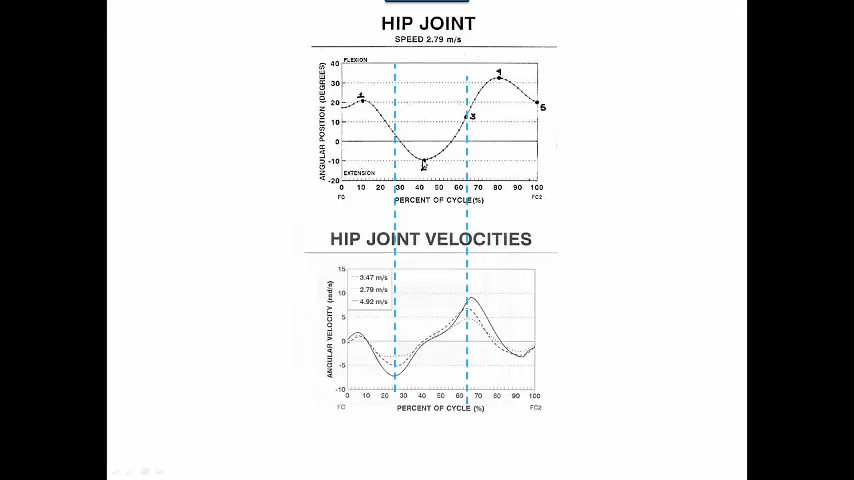 HIP JOINT
SPEED 2.79 m/s
FLEXION
ANGULAR POSITION (DEGREES)
40
30
20
10
0
-10
-20
1
2
3
4
5
EXTENSION
0 10 20 30 40 50 60 70 80 90 100
FC PERCENT OF CYCLE(%) FC2
HIP JOINT VELOCITIES
ANGULAR VELOCITY (rad/s)
15
10
5
0
-5
-10
3.47 m/s
2.79 m/s
4.92 m/s
0 10 20 30 40 50 60 70 80 90 100
FC PERCENT OF CYCLE (%) FC2